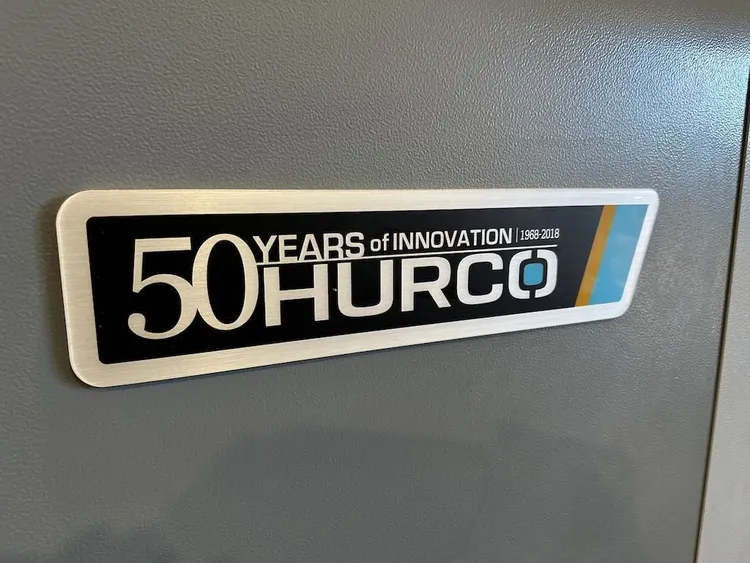 50 YEARS of INNOVATION | 1968-2018
HURCO